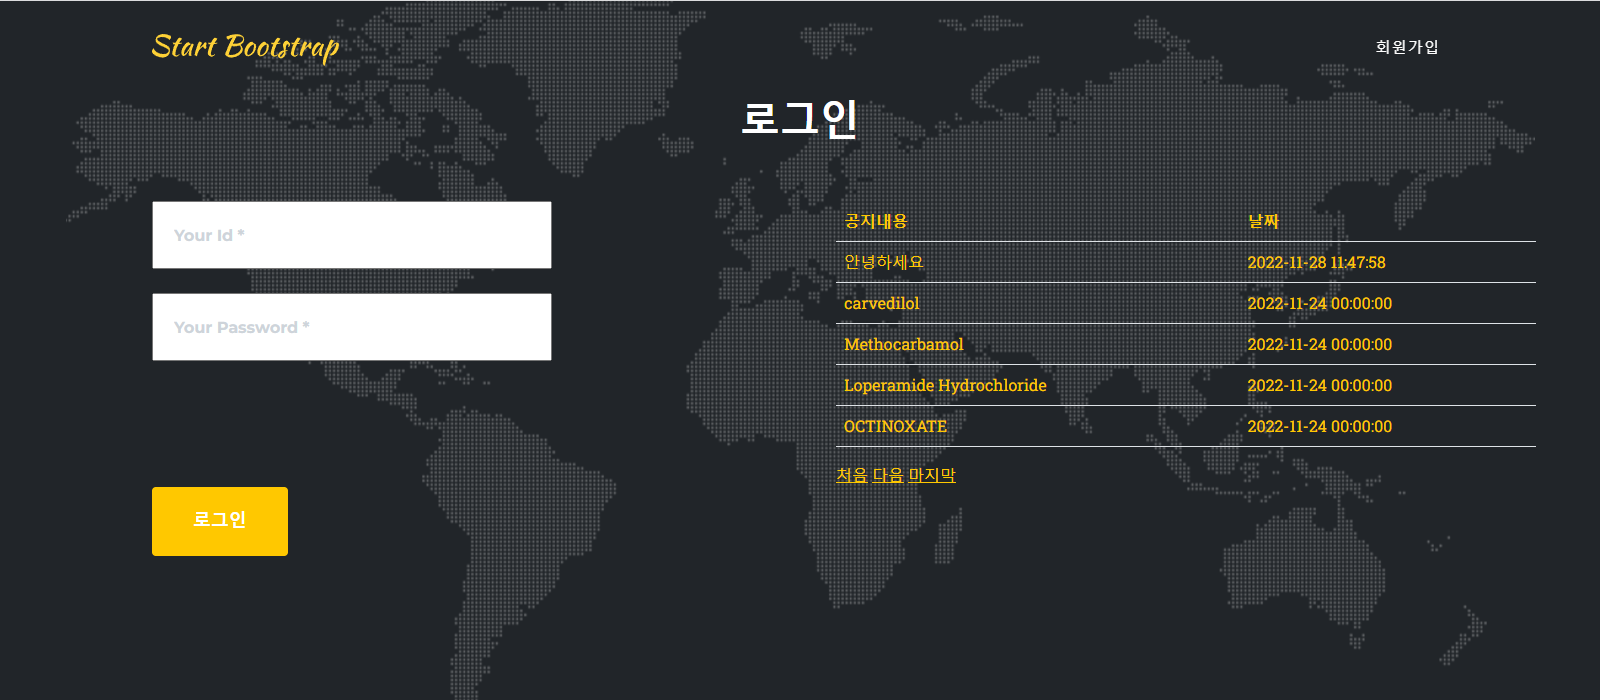 Start Bootstrap
회원가입
로그인
Your Id *
Your Password *
로그인
공지내용 날짜
안녕하세요 2022-11-28 11:47:58
carvedilol 2022-11-24 00:00:00
Methocarbamol 2022-11-24 00:00:00
Loperamide Hydrochloride 2022-11-24 00:00:00
OCTINOXATE 2022-11-24 00:00:00
처음 다음 마지막